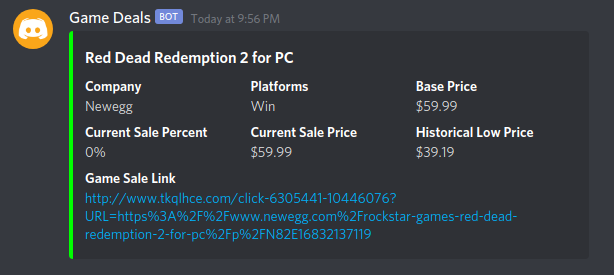 Game Deals BOT Today at 9:56 PM
Red Dead Redemption 2 for PC
Company Platforms Base Price
Newegg Win $59.99
Current Sale Percent Current Sale Price Historical Low Price
0% $59.99 $39.19
Game Sale Link
http://www.tkqlhce.com/click-6305441-10446076?
URL=https%3A%2F%2Fwww.newegg.com%2Frockstar-games-red-dead-
redemption-2-for-pc%2Fp%2FN82E16832137119